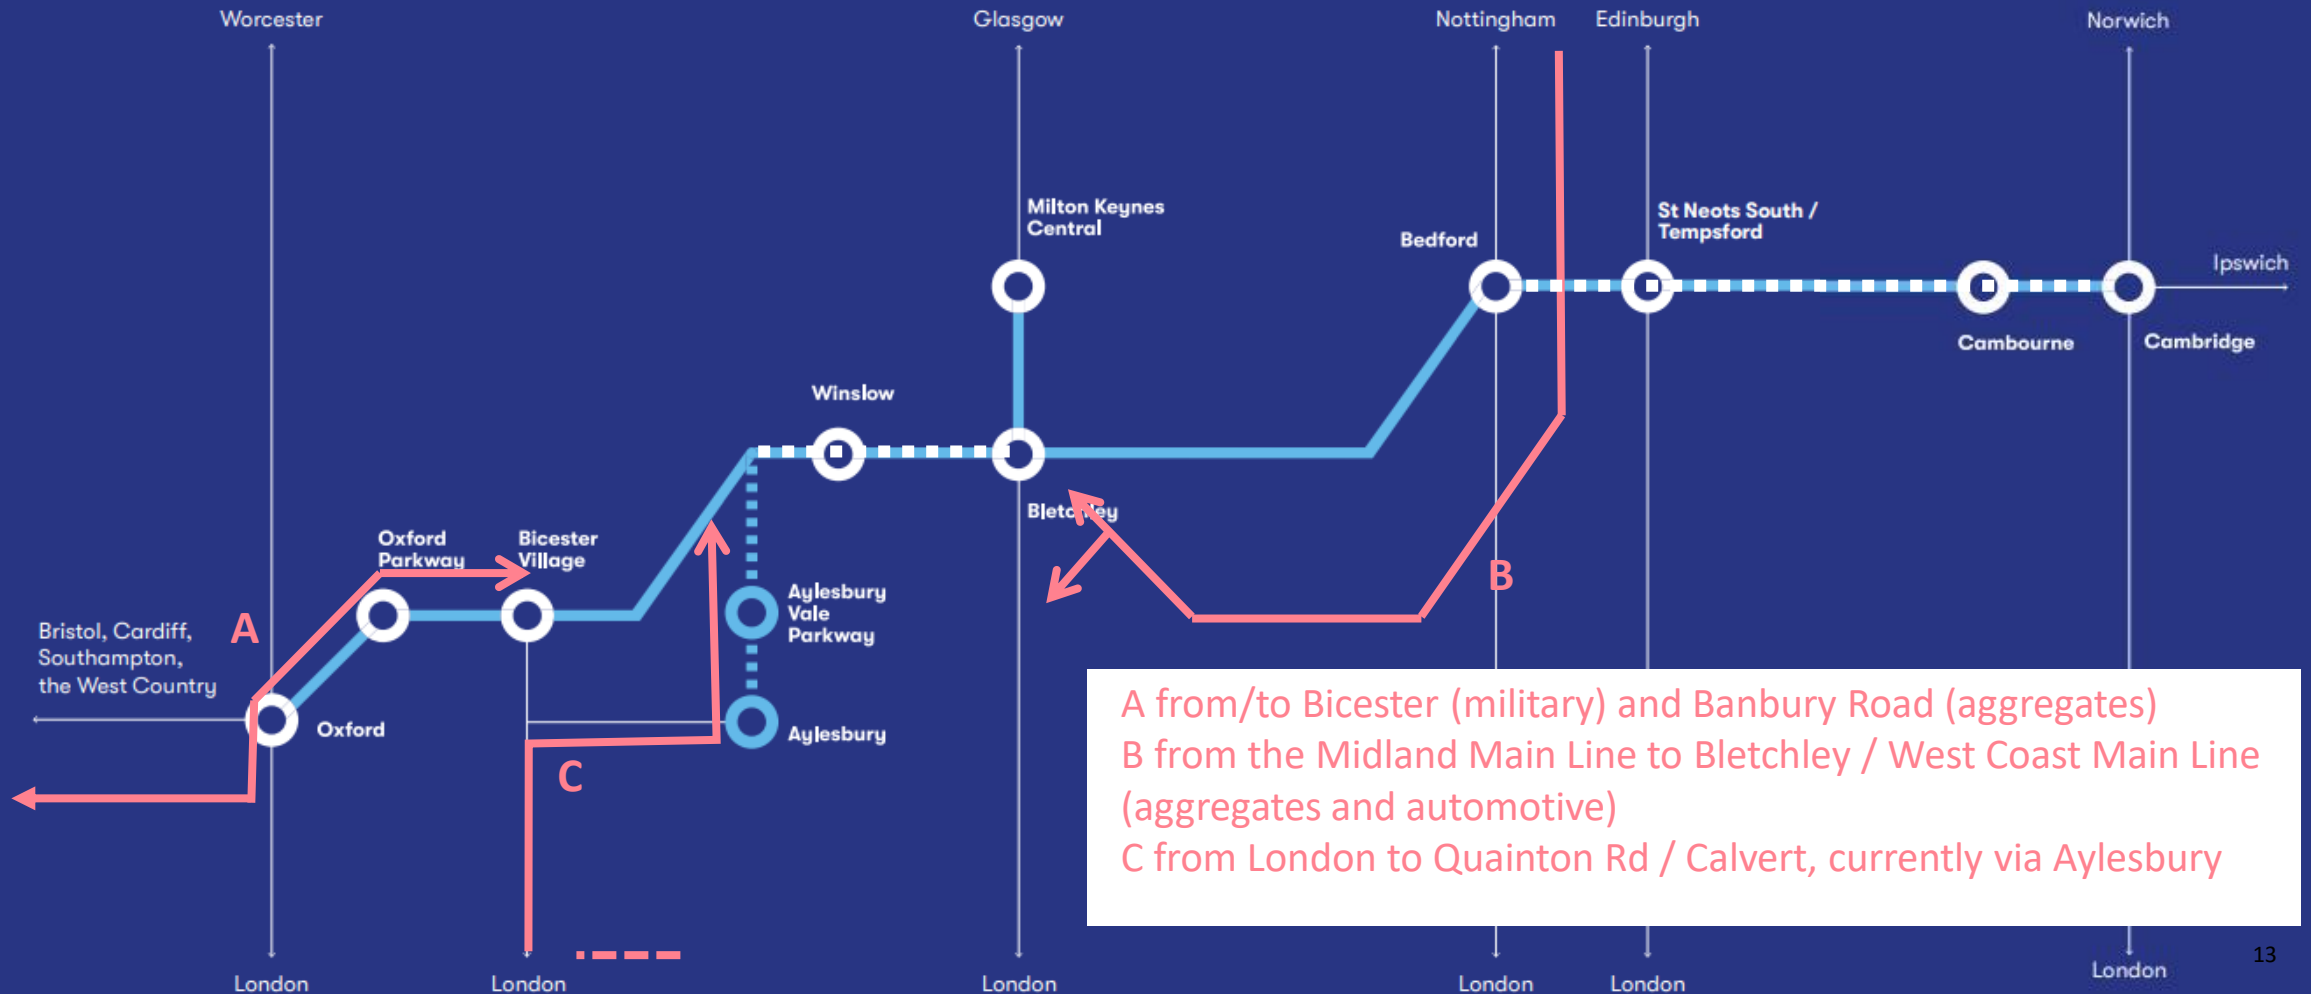 Worcester
Glasgow
Nottingham
Edinburgh
Norwich
Milton Keynes
Central
St Neots South /
Tempsford
Bedford
Ipswich
Cambourne
Cambridge
Winslow
Bletchley
Oxford
Parkway
Bicester
Village
B
Aylesbury
Vale
Parkway
A
Bristol, Cardiff,
Southampton,
the West Country
Oxford
Aylesbury
C
A from/to Bicester (military) and Banbury Road (aggregates)
B from the Midland Main Line to Bletchley / West Coast Main Line
(aggregates and automotive)
C from London to Quainton Rd / Calvert, currently via Aylesbury
13
London
London
London
London
London
London